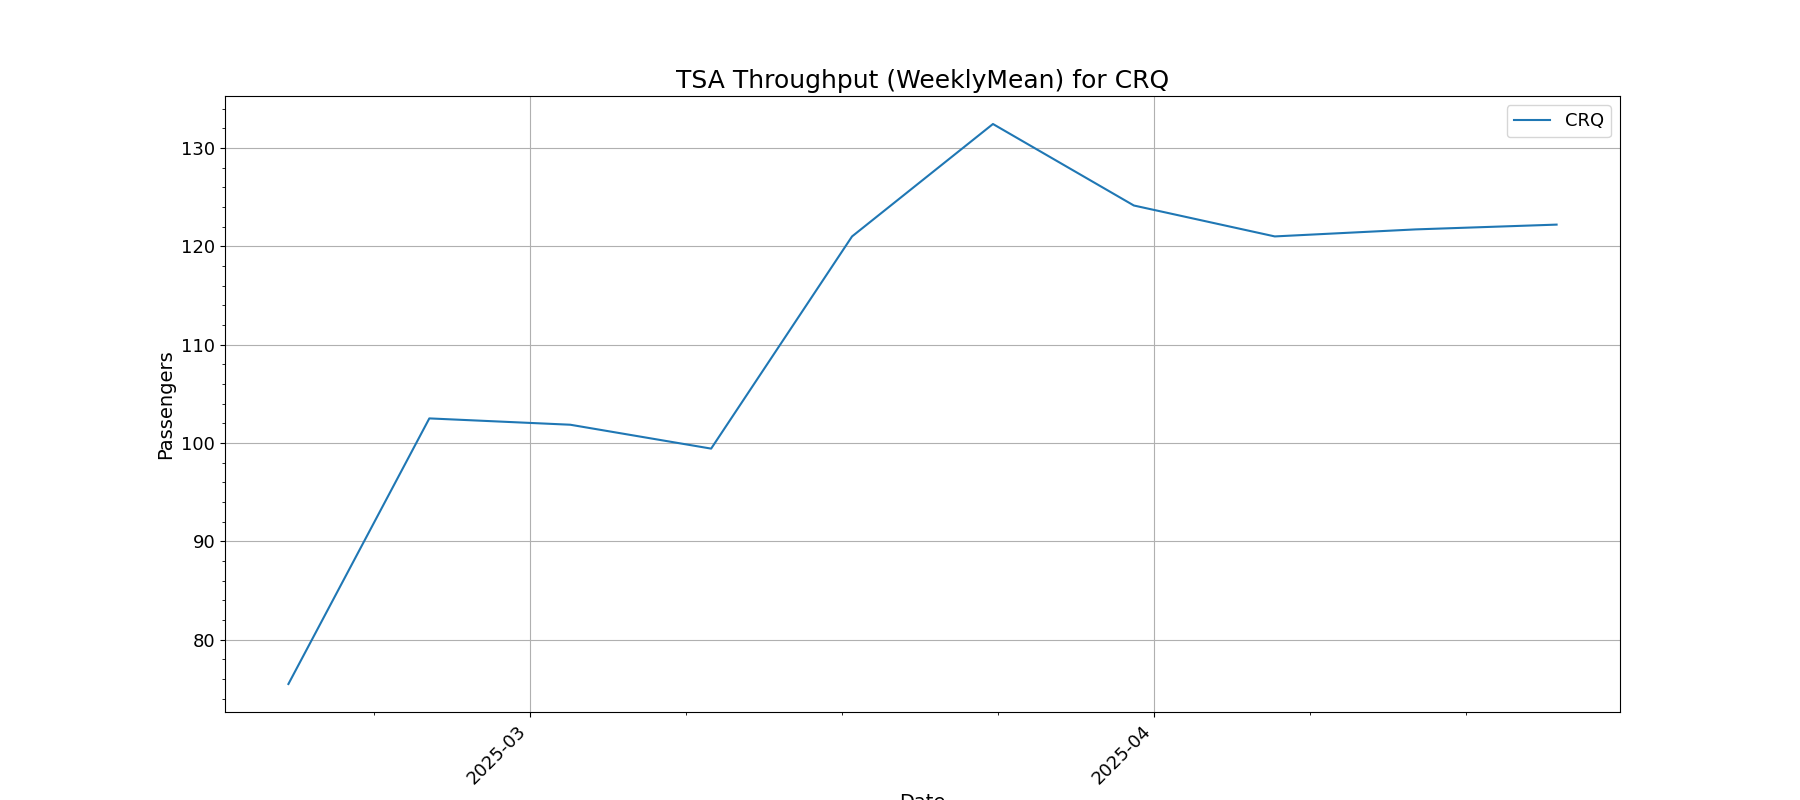 TSA Throughput (WeeklyMean) for CRQ
CRQ
130
120
110
100
90
80
Passengers
2025-03
2025-04
Date